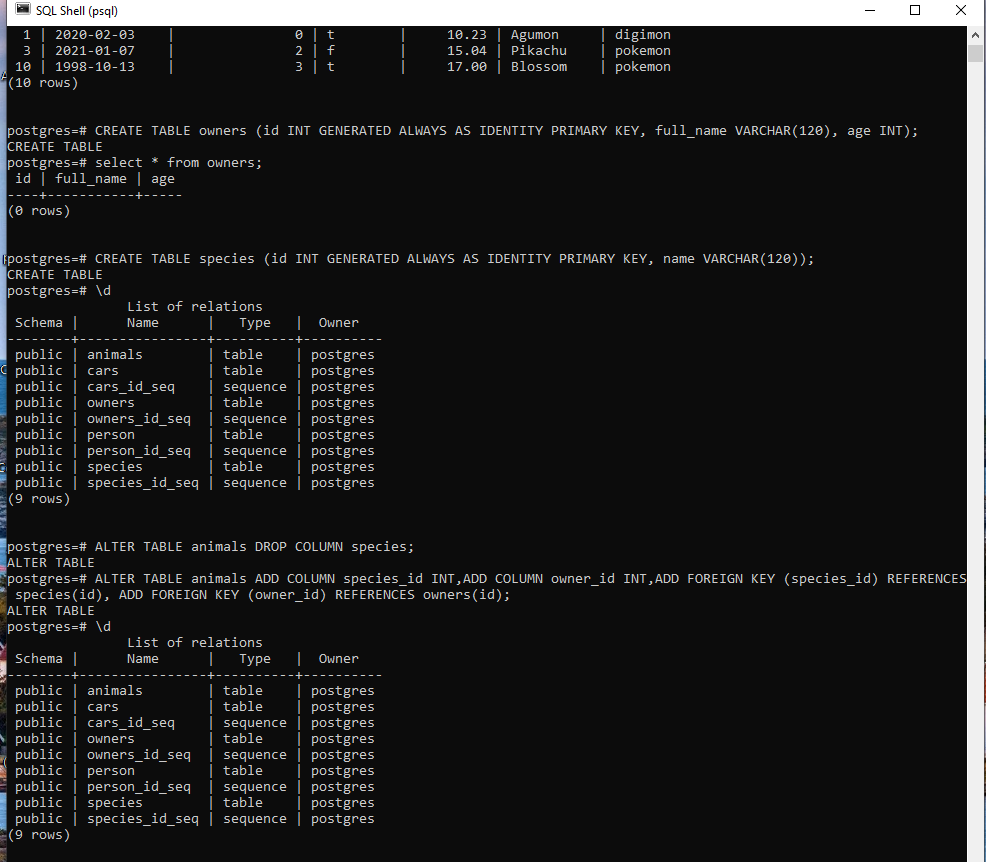 SQL Shell (psql)
1 | 2020-02-03 | 0 | t | 10.23 | Agumon | digimon
3 | 2021-01-07 | 2 | f | 15.04 | Pikachu | pokemon
10 | 1998-10-13 | 3 | t | 17.00 | Blossom | pokemon
(10 rows)
postgres=# CREATE TABLE owners (id INT GENERATED ALWAYS AS IDENTITY PRIMARY KEY, full_name VARCHAR(120), age INT);
CREATE TABLE
postgres=# select * from owners;
id | full_name | age
----+-----------+-----
(0 rows)
postgres=# CREATE TABLE species (id INT GENERATED ALWAYS AS IDENTITY PRIMARY KEY, name VARCHAR(120));
CREATE TABLE
postgres=# \d
List of relations
Schema | Name | Type | Owner
--------+----------------+----------+----------
public | animals | table | postgres
public | cars | table | postgres
public | cars_id_seq | sequence | postgres
public | owners | table | postgres
public | owners_id_seq | sequence | postgres
public | person | table | postgres
public | person_id_seq | sequence | postgres
public | species | table | postgres
public | species_id_seq | sequence | postgres
(9 rows)
postgres=# ALTER TABLE animals DROP COLUMN species;
ALTER TABLE
postgres=# ALTER TABLE animals ADD COLUMN species_id INT,ADD COLUMN owner_id INT,ADD FOREIGN KEY (species_id) REFERENCES
species(id), ADD FOREIGN KEY (owner_id) REFERENCES owners(id);
ALTER TABLE
postgres=# \d
List of relations
Schema | Name | Type | Owner
--------+----------------+----------+----------
public | animals | table | postgres
public | cars | table | postgres
public | cars_id_seq | sequence | postgres
public | owners | table | postgres
public | owners_id_seq | sequence | postgres
public | person | table | postgres
public | person_id_seq | sequence | postgres
public | species | table | postgres
public | species_id_seq | sequence | postgres
(9 rows)